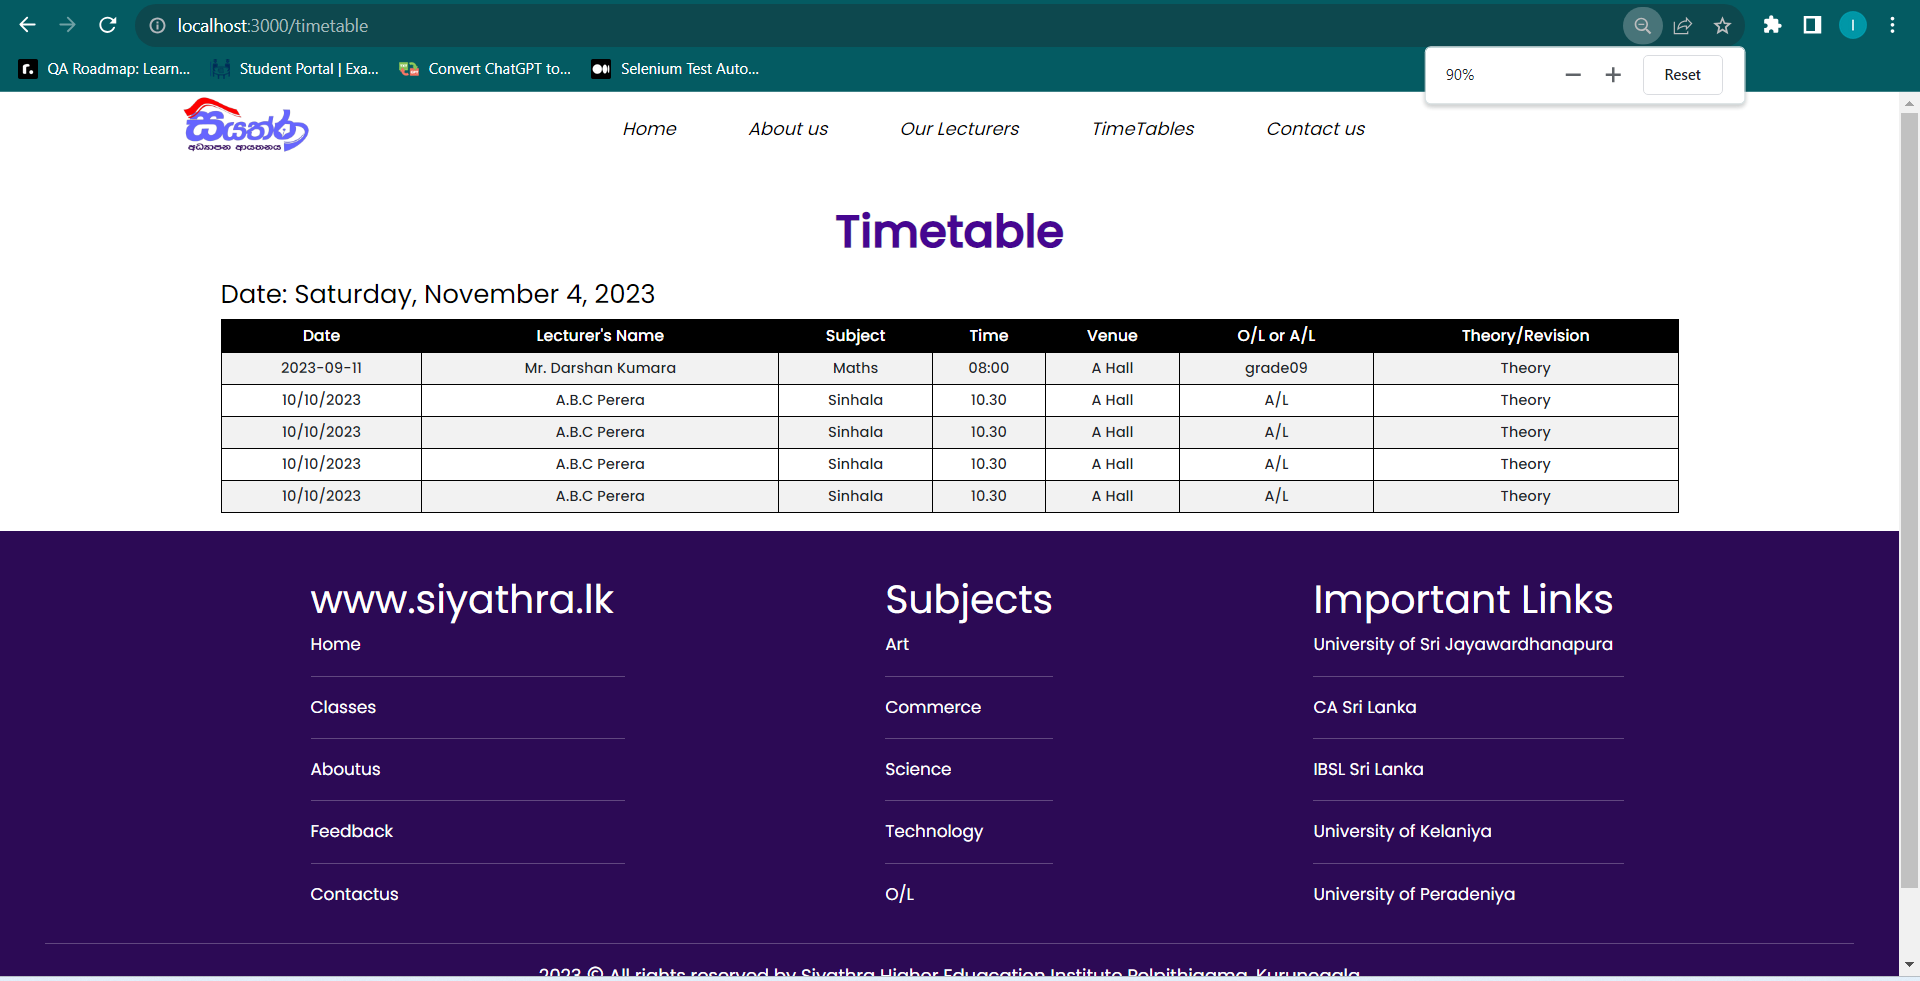 localhost:3000/timetable
QA Roadmap: Learn... Student Portal | Exa... Convert ChatGPT to... Selenium Test Auto...
90% Reset
සියත්රා
අධ්‍යාපන ආයතනය
Home About us Our Lecturers TimeTables Contact us
Timetable
Date: Saturday, November 4, 2023
Date Lecturer's Name Subject Time Venue O/L or A/L Theory/Revision
2023-09-11 Mr. Darshan Kumara Maths 08:00 A Hall grade09 Theory
10/10/2023 A.B.C Perera Sinhala 10.30 A Hall A/L Theory
10/10/2023 A.B.C Perera Sinhala 10.30 A Hall A/L Theory
10/10/2023 A.B.C Perera Sinhala 10.30 A Hall A/L Theory
10/10/2023 A.B.C Perera Sinhala 10.30 A Hall A/L Theory
www.siyathra.lk Subjects Important Links
Home Art University of Sri Jayawardhanapura
Classes Commerce CA Sri Lanka
Aboutus Science IBSL Sri Lanka
Feedback Technology University of Kelaniya
Contactus O/L University of Peradeniya
2023 © All rights reserved by Siyathra Higher Eduacation Institute Polpithigama, Kurunegala